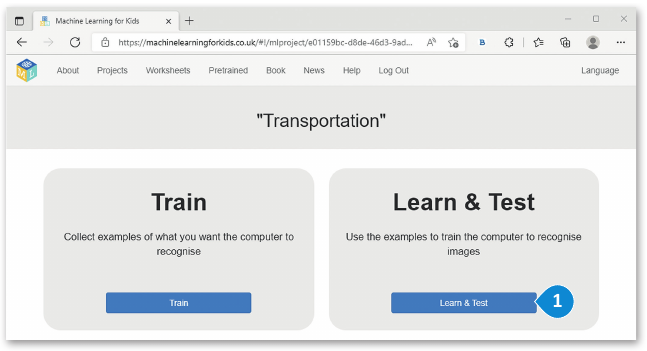 Machine Learning for Kids
https://machinelearningforkids.co.uk/#!/mlproject/e01159bc-d8de-46d3-9ad...
B
ML
About Projects Worksheets Pretrained Book News Help Log Out Language
"Transportation"
Train
Collect examples of what you want the computer to
recognise
Train
Learn & Test
Use the examples to train the computer to recognise
images
Learn & Test
1